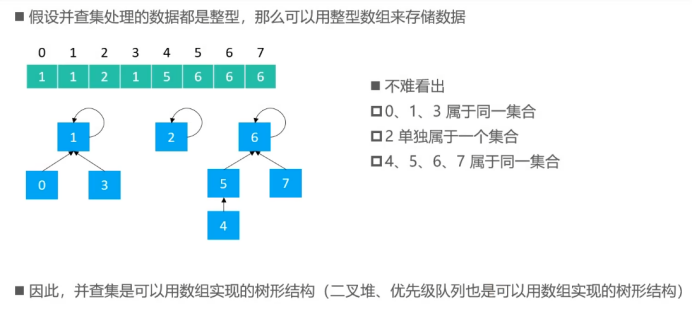 ■ 假设并查集处理的数据都是整型，那么可以用整型数组来存储数据
0 1 2 3 4 5 6 7
1 1 2 1 5 6 6 6
■ 不难看出
❑ 0、1、3 属于同一集合
❑ 2 单独属于一个集合
❑ 4、5、6、7 属于同一集合
1 2 6
0 3 5 7
4
■ 因此，并查集是可以用数组实现的树形结构（二叉堆、优先级队列也是可以用数组实现的树形结构）